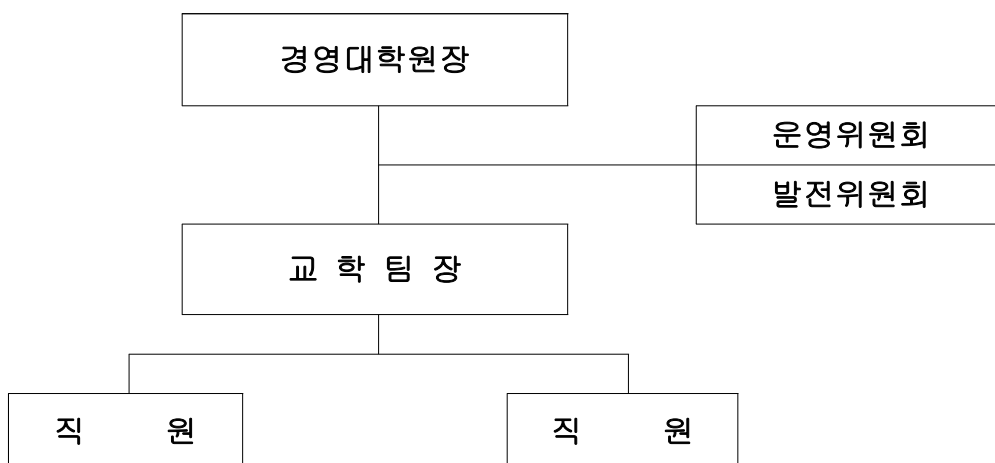 경영대학원장
운영위원회
발전위원회
교 학 팀 장
직 원
직 원